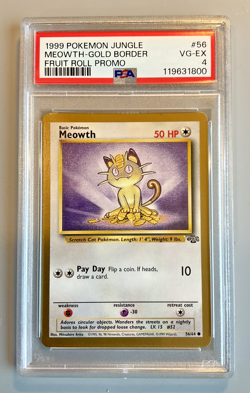 1999 POKEMON JUNGLE #56
MEOWTH-GOLD BORDER VG-EX
FRUIT ROLL PROMO PSA 4
119631800
Basic Pokémon
Meowth 50 HP
Scratch Cat Pokémon. Length: 1' 4", Weight: 9 lbs.
Pay Day Flip a coin. If heads, 10
draw a card.
weakness resistance retreat cost
-30
Adores circular objects. Wanders the streets on a nightly
basis to look for dropped loose change. LV. 15 #52
Illus. Mitsuhiro Arita 56/64